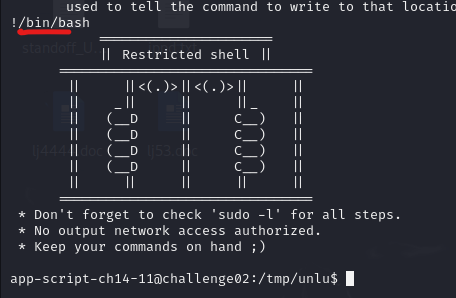 used to tell the command to write to that locatio
!/bin/bash
====================
|| Restricted shell ||
==============================
||     ||<(.)>||<(.)>||     ||
||    _||     ||     ||_    ||
||   (__D     ||     C__)   ||
||   (__D     ||     C__)   ||
||   (__D     ||     C__)   ||
||   (__D     ||     C__)   ||
||     ||     ||     ||     ||
==============================
* Don't forget to check 'sudo -l' for all steps.
* No output network access authorized.
* Keep your commands on hand ;)
app-script-ch14-11@challenge02:/tmp/unlu$